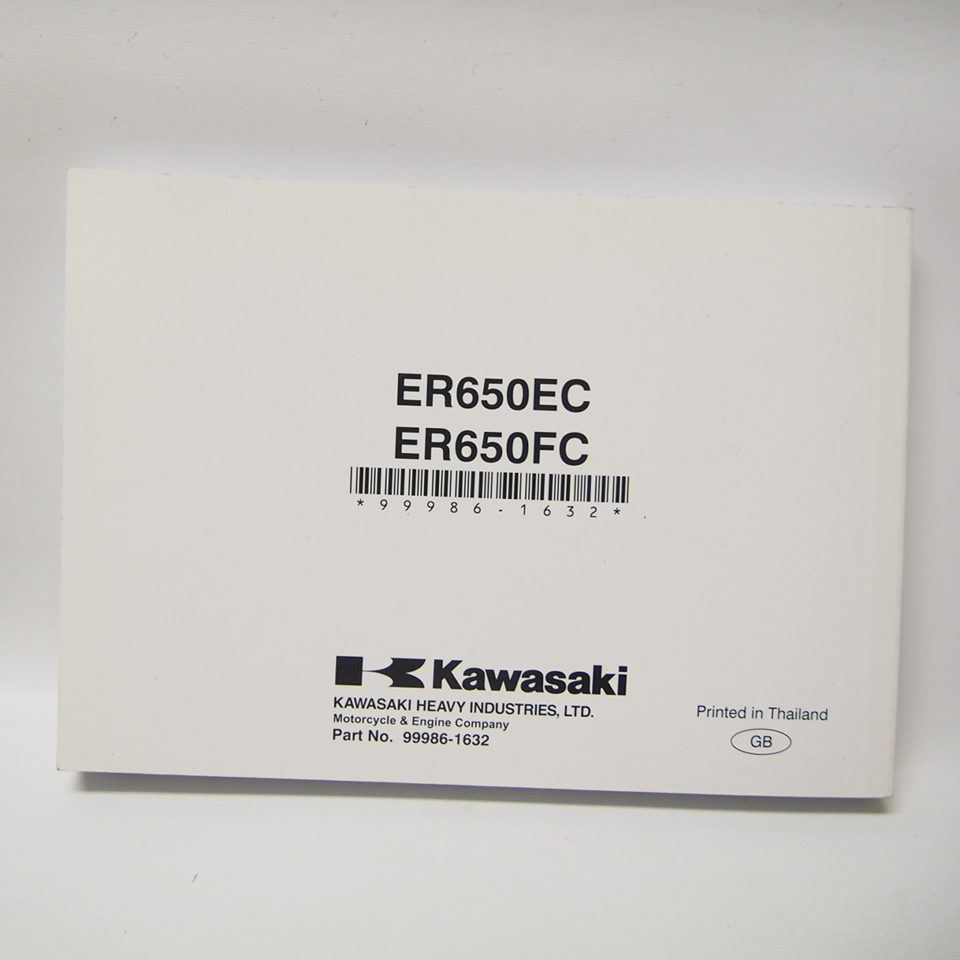 ER650EC
ER650FC
*99986-1632*
Kawasaki
KAWASAKI HEAVY INDUSTRIES, LTD.
Motorcycle & Engine Company
Part No. 99986-1632
Printed in Thailand
GB